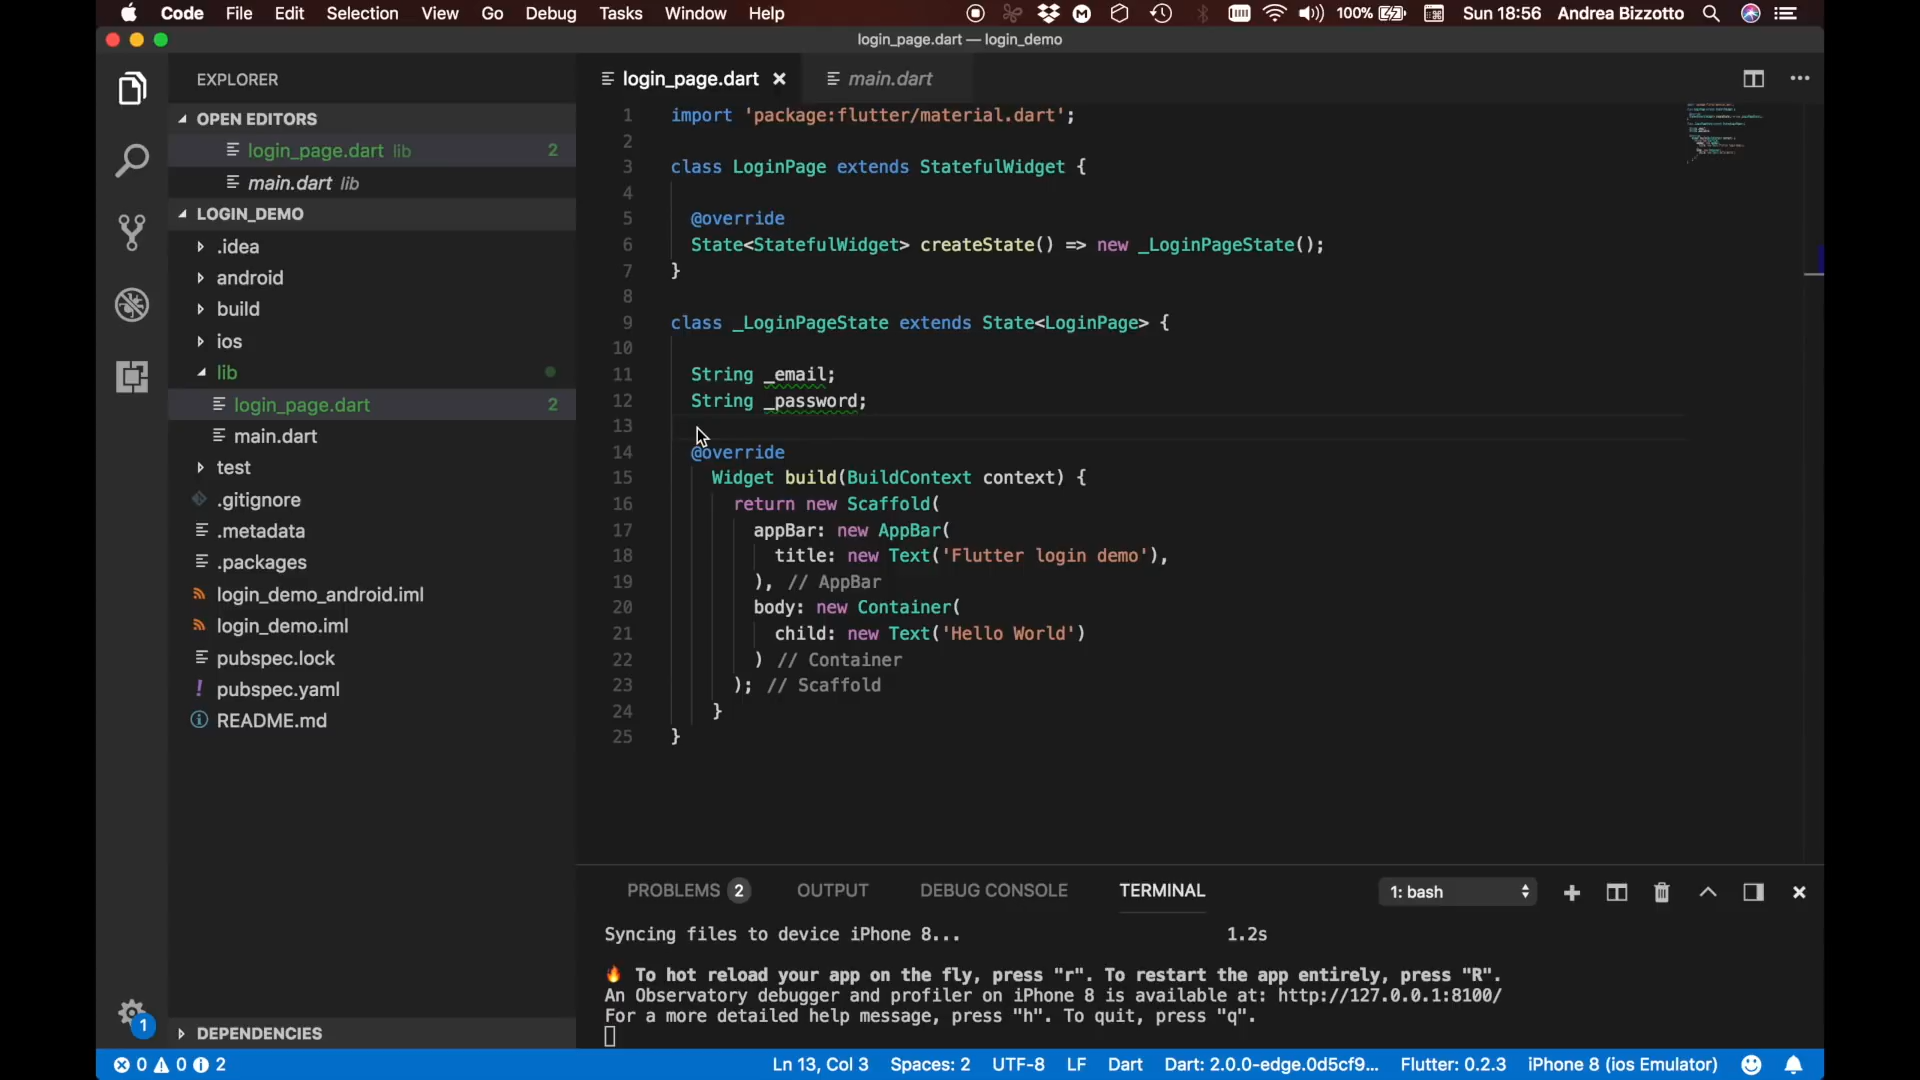 Code File Edit Selection View Go Debug Tasks Window Help 100% Sun 18:56 Andrea Bizzotto
login_page.dart — login_demo
EXPLORER
OPEN EDITORS
login_page.dart lib 2
main.dart lib
LOGIN_DEMO
.idea
android
build
ios
lib
login_page.dart 2
main.dart
test
.gitignore
.metadata
.packages
login_demo_android.iml
login_demo.iml
pubspec.lock
! pubspec.yaml
README.md
DEPENDENCIES
1
login_page.dart × main.dart
1 import 'package:flutter/material.dart';
2
3 class LoginPage extends StatefulWidget {
4
5 @override
6 State<StatefulWidget> createState() => new _LoginPageState();
7 }
8
9 class _LoginPageState extends State<LoginPage> {
10
11 String _email;
12 String _password;
13
14 @override
15 Widget build(BuildContext context) {
16 return new Scaffold(
17 appBar: new AppBar(
18 title: new Text('Flutter login demo'),
19 ), // AppBar
20 body: new Container(
21 child: new Text('Hello World')
22 ) // Container
23 ); // Scaffold
24 }
25 }
PROBLEMS 2 OUTPUT DEBUG CONSOLE TERMINAL 1: bash
Syncing files to device iPhone 8... 1.2s
🔥 To hot reload your app on the fly, press "r". To restart the app entirely, press "R".
An Observatory debugger and profiler on iPhone 8 is available at: http://127.0.0.1:8100/
For a more detailed help message, press "h". To quit, press "q".
0 0 2 Ln 13, Col 3 Spaces: 2 UTF-8 LF Dart Dart: 2.0.0-edge.0d5cf9... Flutter: 0.2.3 iPhone 8 (ios Emulator)